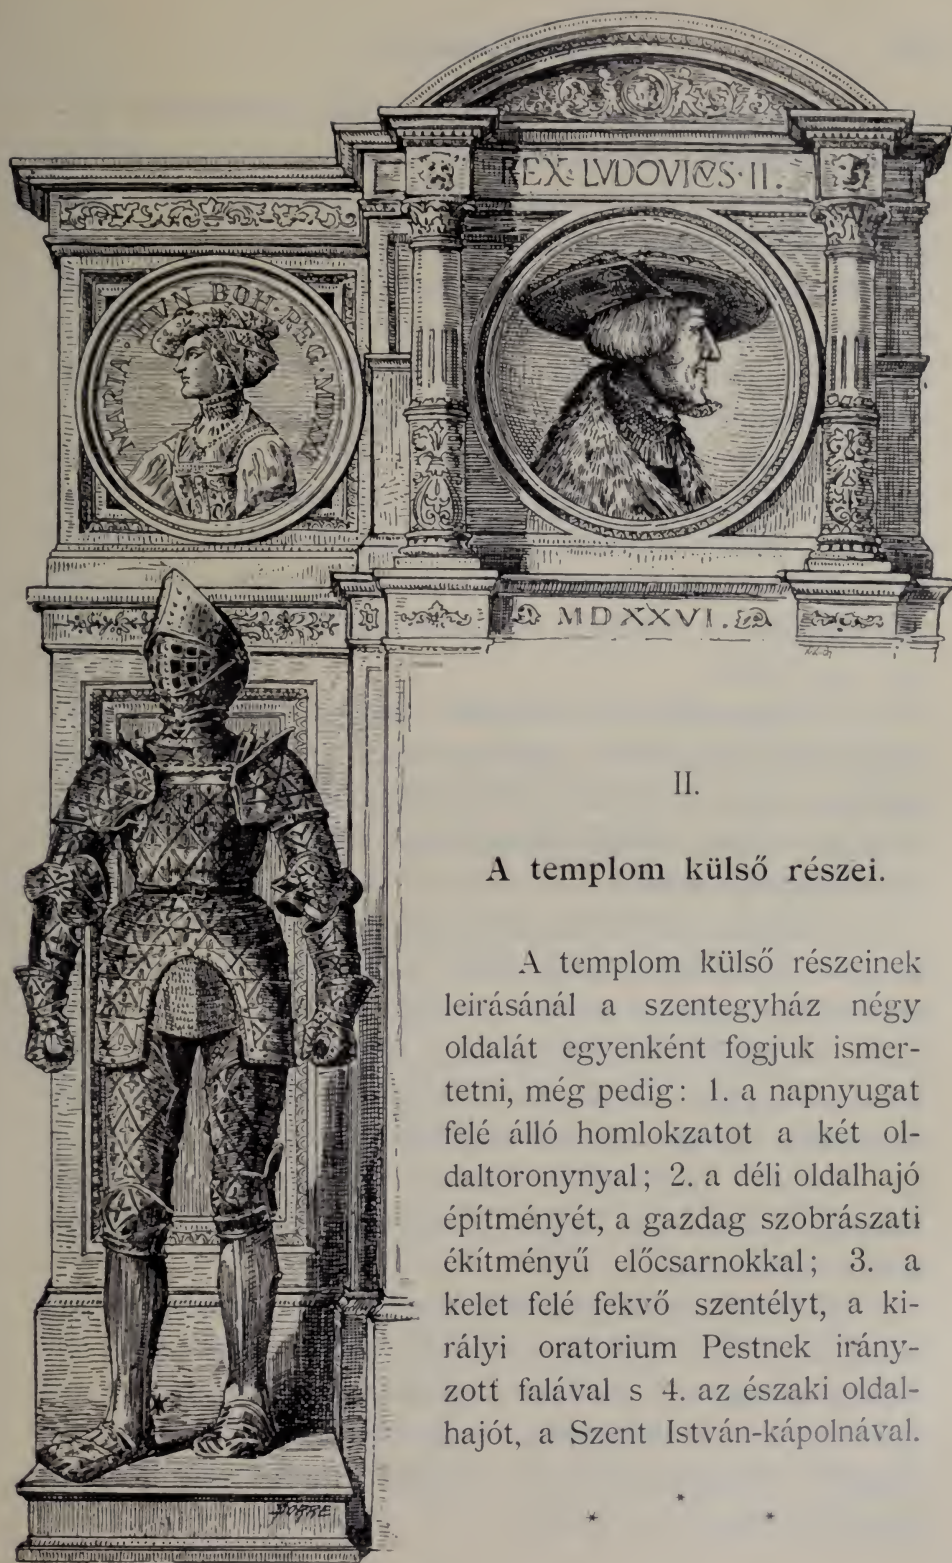 REX·LVDOVICVS·II.
MARIA·HVN BOH·REG·MDXXVI
MDXXVI.
II.
A templom külső részei.
A templom külső részeinek
leirásánál a szentegyház négy
oldalát egyenként fogjuk ismer-
tetni, még pedig: 1. a napnyugat
felé álló homlokzatot a két ol-
daltoronynyal; 2. a déli oldalhajó
építményét, a gazdag szobrászati
ékítményű előcsarnokkal; 3. a
kelet felé fekvő szentélyt, a ki-
rályi oratorium Pestnek irány-
zott falával s 4. az északi oldal-
hajót, a Szent István-kápolnával.
* * *